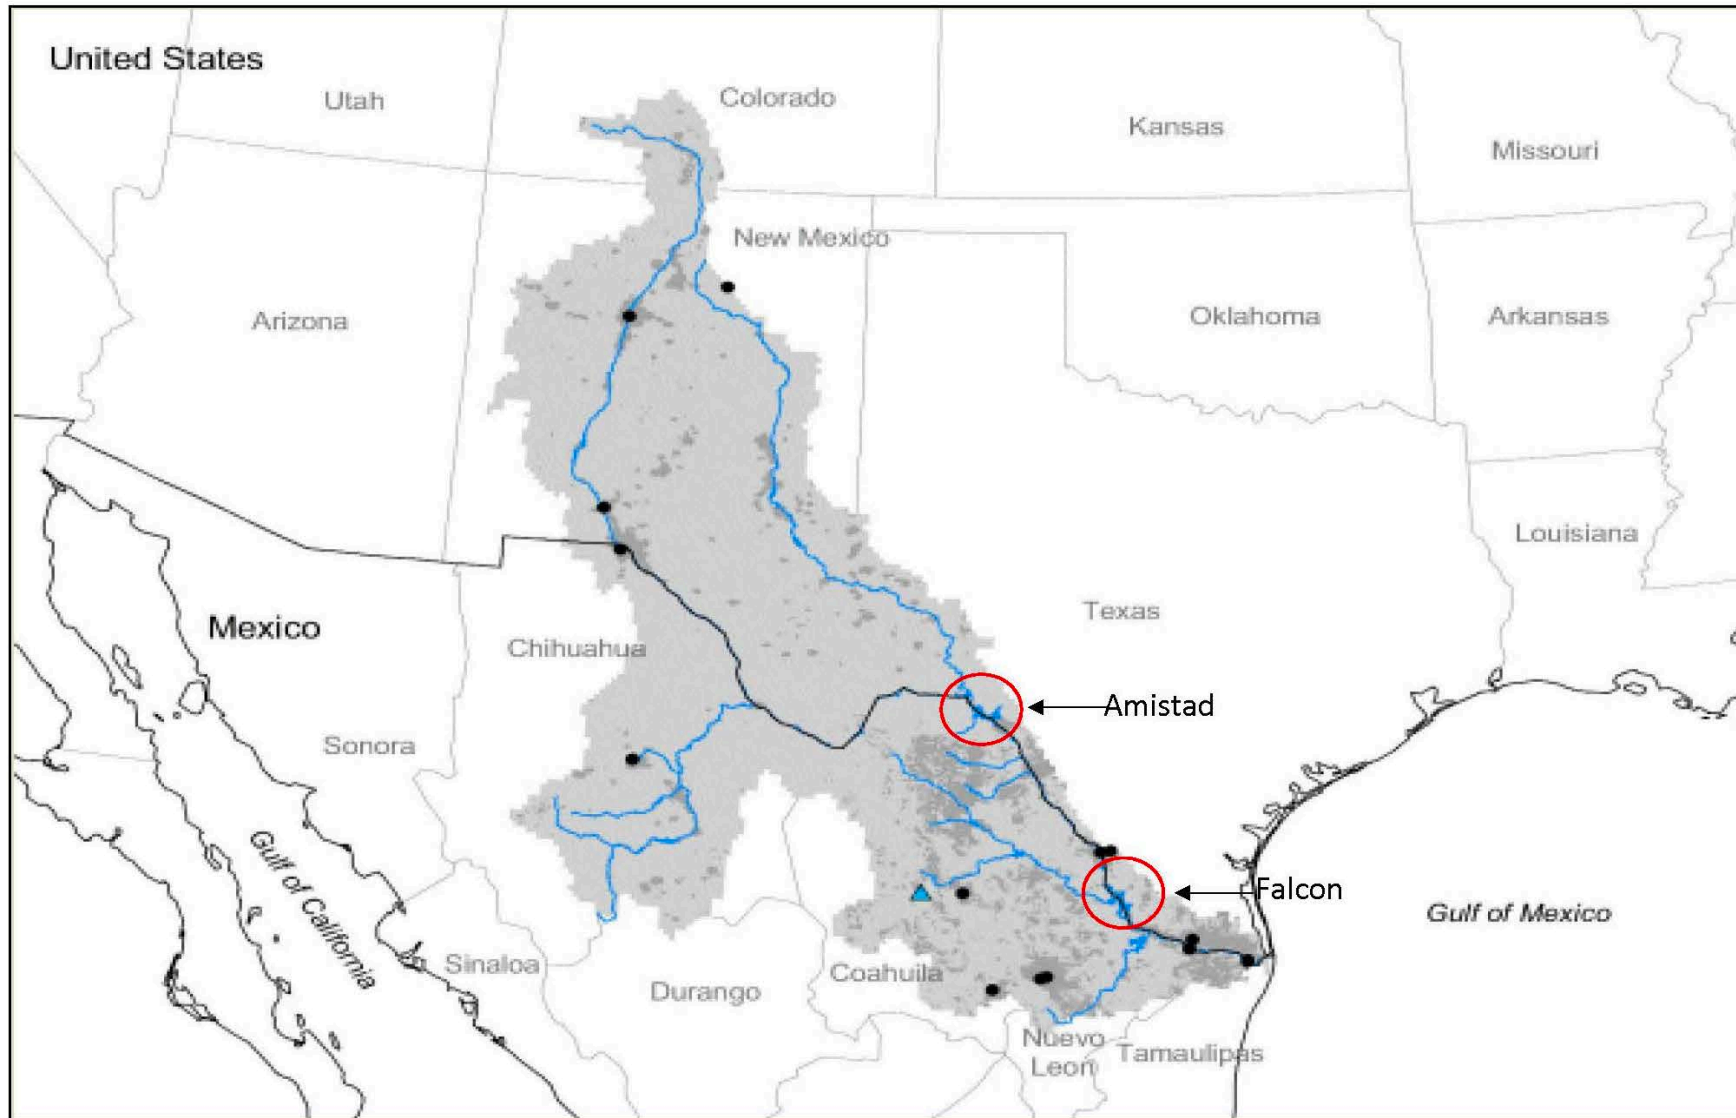 United States
Utah
Colorado
Kansas
Missouri
New Mexico
Arizona
Oklahoma
Arkansas
Louisiana
Texas
Mexico
Chihuahua
Sonora
Amistad
Falcon
Gulf of California
Gulf of Mexico
Sinaloa
Coahuila
Durango
Nuevo
Leon
Tamaulipas